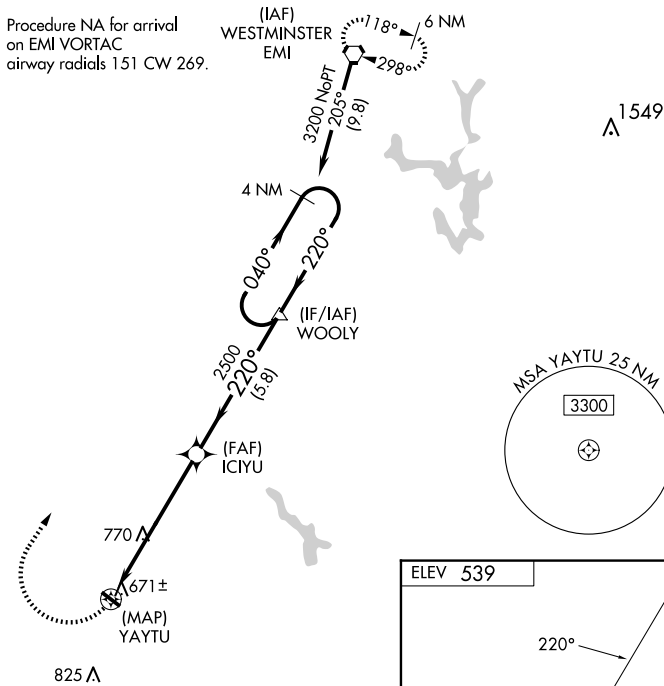 Procedure NA for arrival
on EMI VORTAC
airway radials 151 CW 269.
(IAF)
WESTMINSTER
EMI
118°
6 NM
298°
3200 NoPT
205°
(9.8)
1549
4 NM
040°
220°
(IF/IAF)
WOOLY
2500
220°
(5.8)
MSA YAYTU 25 NM
3300
(FAF)
ICIYU
770
671±
(MAP)
YAYTU
825
ELEV 539
220°